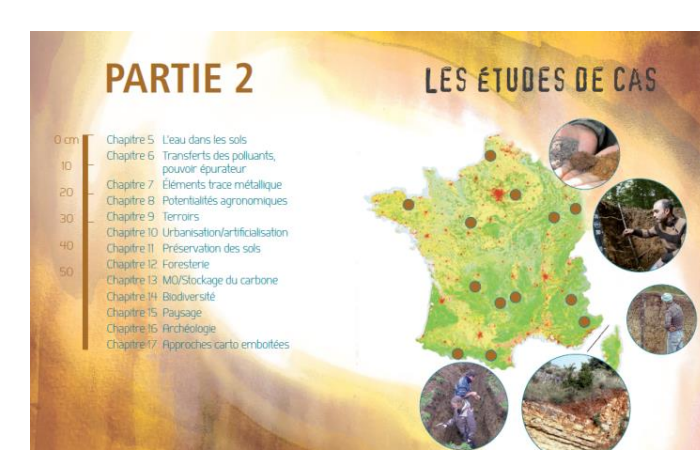 PARTIE 2
LES ÉTUDES DE CAS
0 cm
10
20
30
40
50
Chapitre 5 L'eau dans les sols
Chapitre 6 Transferts des polluants,
pouvoir épurateur
Chapitre 7 Éléments trace métallique
Chapitre 8 Potentialités agronomiques
Chapitre 9 Terroirs
Chapitre 10 Urbanisation/artificialisation
Chapitre 11 Préservation des sols
Chapitre 12 Foresterie
Chapitre 13 MO/Stockage du carbone
Chapitre 14 Biodiversité
Chapitre 15 Paysage
Chapitre 16 Archéologie
Chapitre 17 Approches carto emboitées